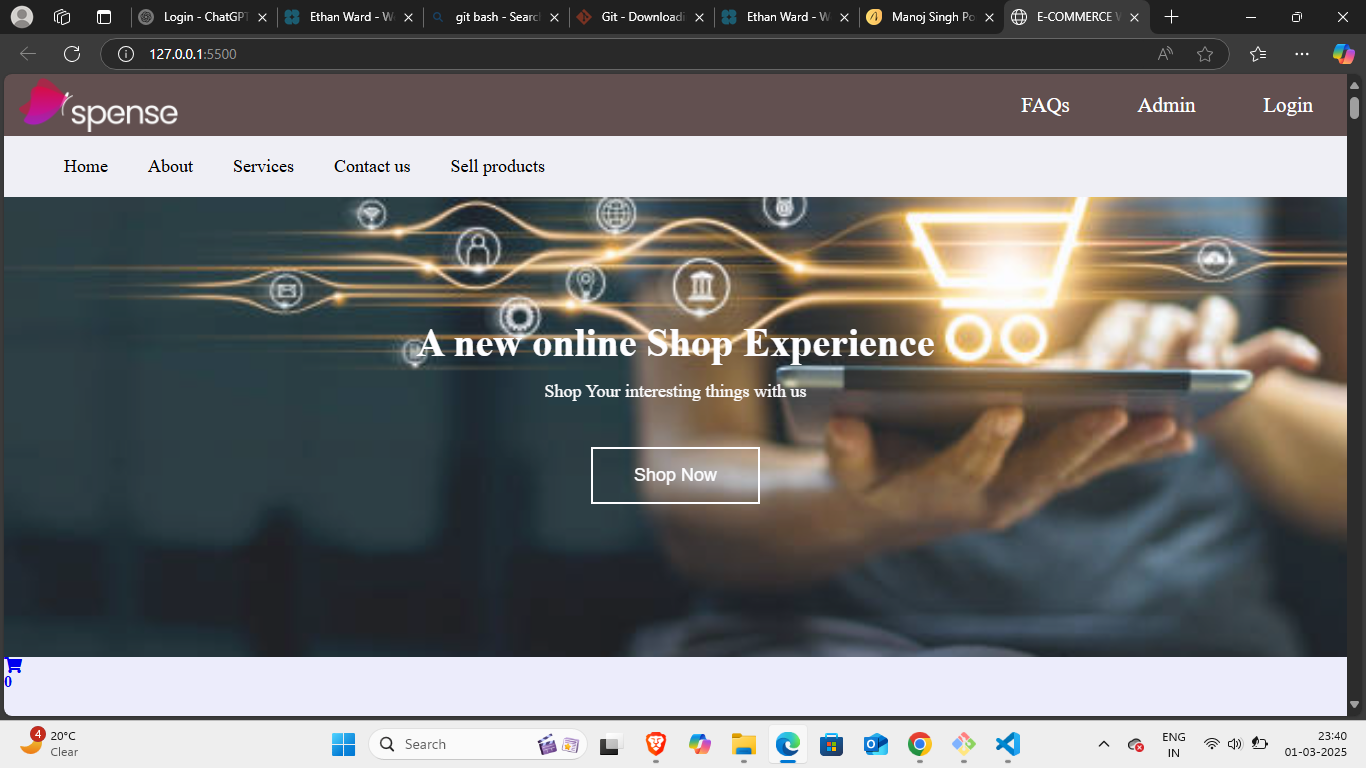 Login - ChatGPT
Ethan Ward - W
git bash - Searc
Git - Downloadi
Ethan Ward - W
Manoj Singh Po
E-COMMERCE W
127.0.0.1:5500
spense
FAQs Admin Login
Home About Services Contact us Sell products
A new online Shop Experience
Shop Your interesting things with us
Shop Now
0
4
20°C
Clear
Search
ENG
IN
23:40
01-03-2025